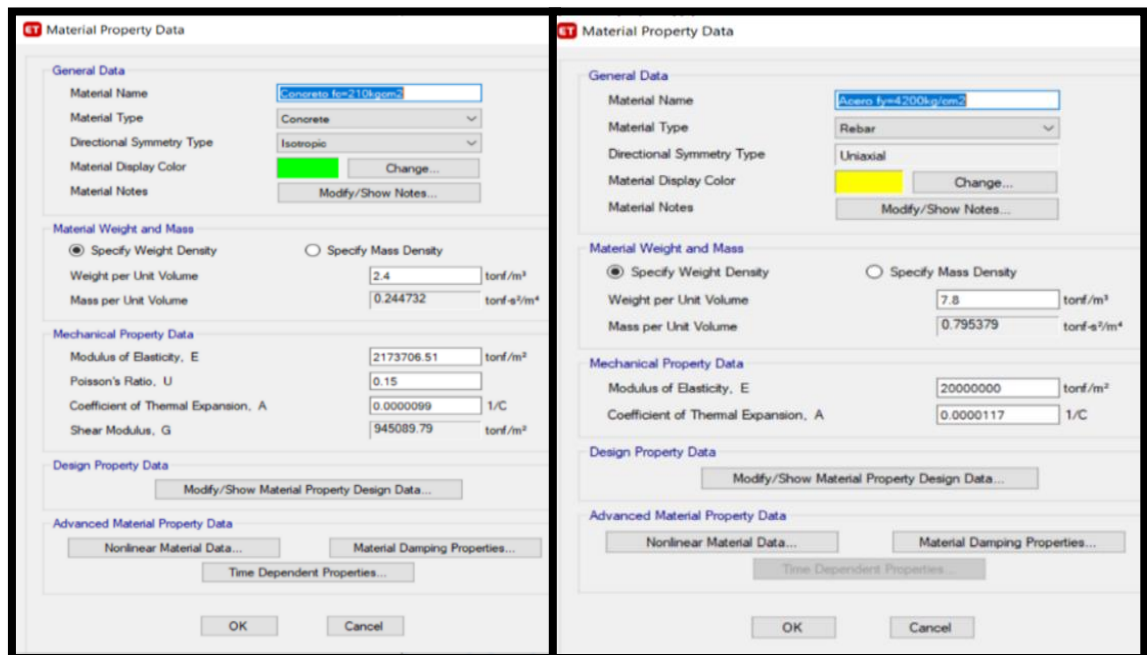 ET Material Property Data
General Data
Material Name Concreto fc=210kgcm2
Material Type Concrete
Directional Symmetry Type Isotropic
Material Display Color Change...
Material Notes Modify/Show Notes...
Material Weight and Mass
Specify Weight Density Specify Mass Density
Weight per Unit Volume 2.4 tonf/m³
Mass per Unit Volume 0.244732 tonf-s²/m⁴
Mechanical Property Data
Modulus of Elasticity, E 2173706.51 tonf/m²
Poisson's Ratio, U 0.15
Coefficient of Thermal Expansion, A 0.0000099 1/C
Shear Modulus, G 945089.79 tonf/m²
Design Property Data
Modify/Show Material Property Design Data...
Advanced Material Property Data
Nonlinear Material Data... Material Damping Properties...
Time Dependent Properties...
OK Cancel
ET Material Property Data
General Data
Material Name Acero fy=4200kg/cm2
Material Type Rebar
Directional Symmetry Type Uniaxial
Material Display Color Change...
Material Notes Modify/Show Notes...
Material Weight and Mass
Specify Weight Density Specify Mass Density
Weight per Unit Volume 7.8 tonf/m³
Mass per Unit Volume 0.795379 tonf-s²/m⁴
Mechanical Property Data
Modulus of Elasticity, E 20000000 tonf/m²
Coefficient of Thermal Expansion, A 0.0000117 1/C
Design Property Data
Modify/Show Material Property Design Data...
Advanced Material Property Data
Nonlinear Material Data... Material Damping Properties...
Time Dependent Properties...
OK Cancel